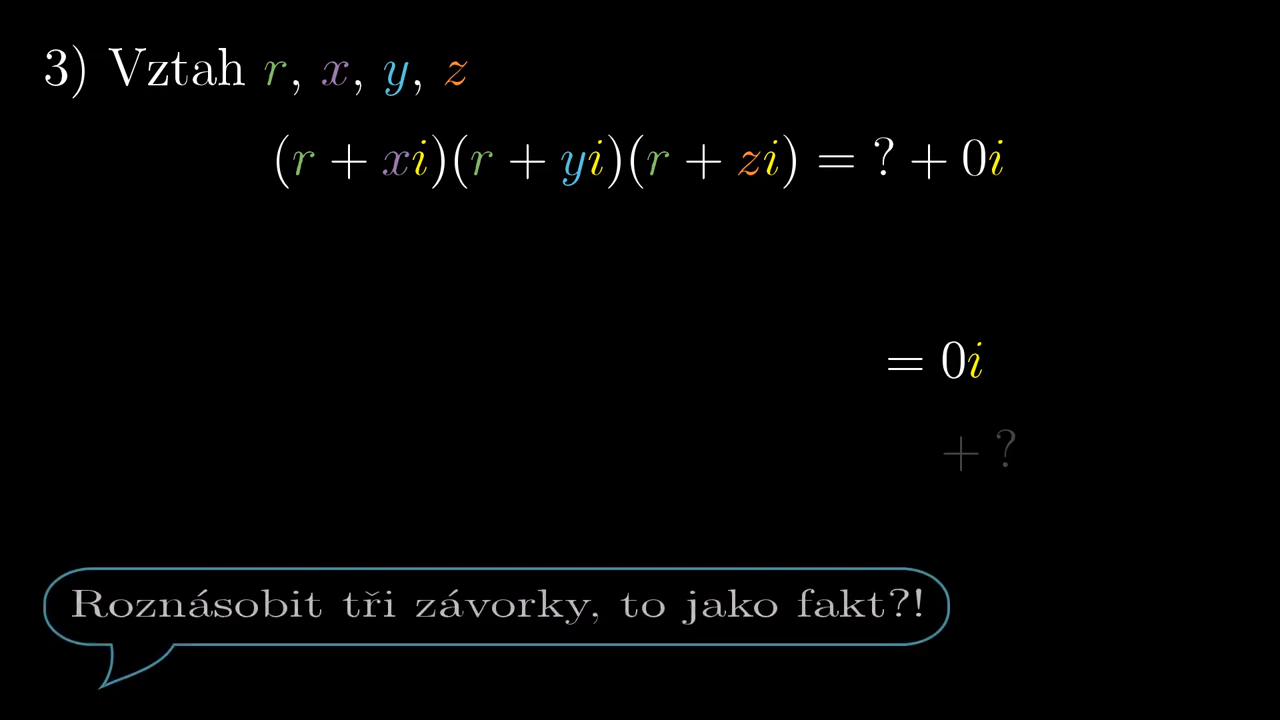 3) Vztah r, x, y, z
(r + xi)(r + yi)(r + zi) = ? + 0i
= 0i
+ ?
Roznásobit tři závorky, to jako fakt?!